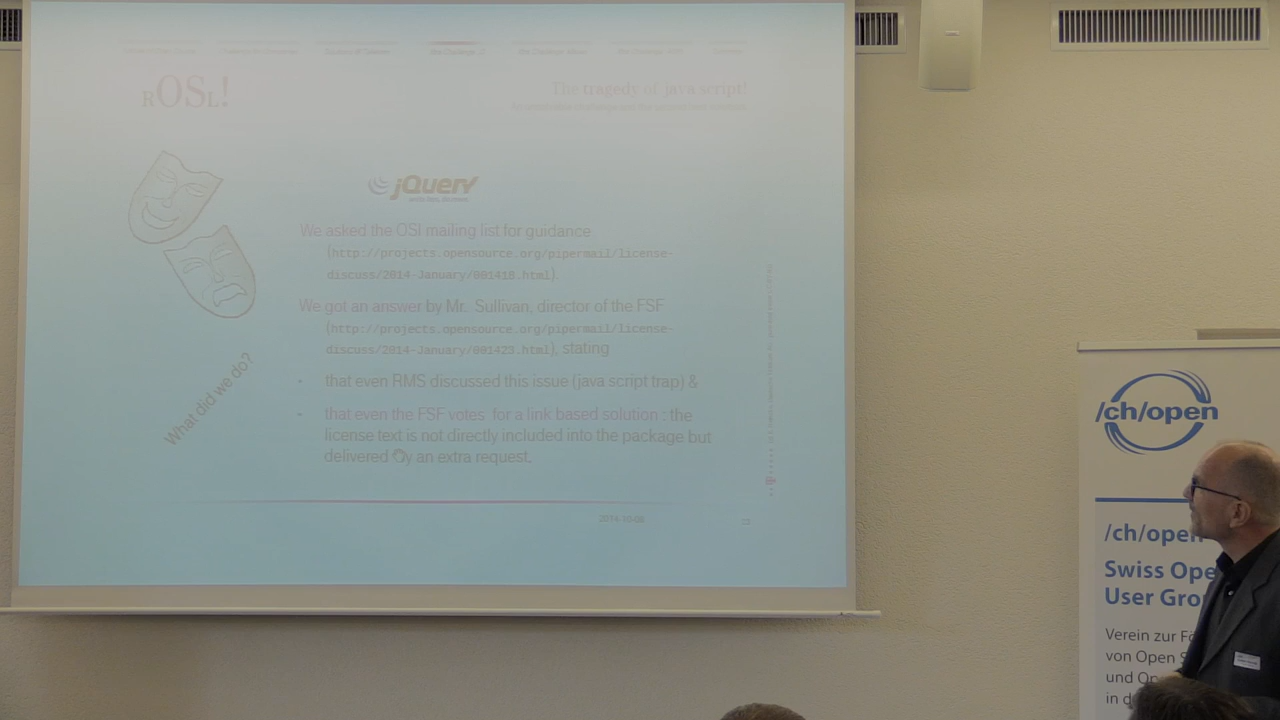 ROSL!
The tragedy of java script!
jQuery
We asked the OSI mailing list for guidance
(http://projects.opensource.org/pipermail/license-
discuss/2014-January/001418.html).
We got an answer by Mr. Sullivan, director of the FSF
(http://projects.opensource.org/pipermail/license-
discuss/2014-January/001423.html), stating
that even RMS discussed this issue (java script trap) &
that even the FSF votes for a link based solution : the
license text is not directly included into the package but
delivered by an extra request.
What did we do?
2014-10-08
22
/ch/open
/ch/open
Swiss Ope
User Gro
Verein zur Fö
von Open S
und Op
in d